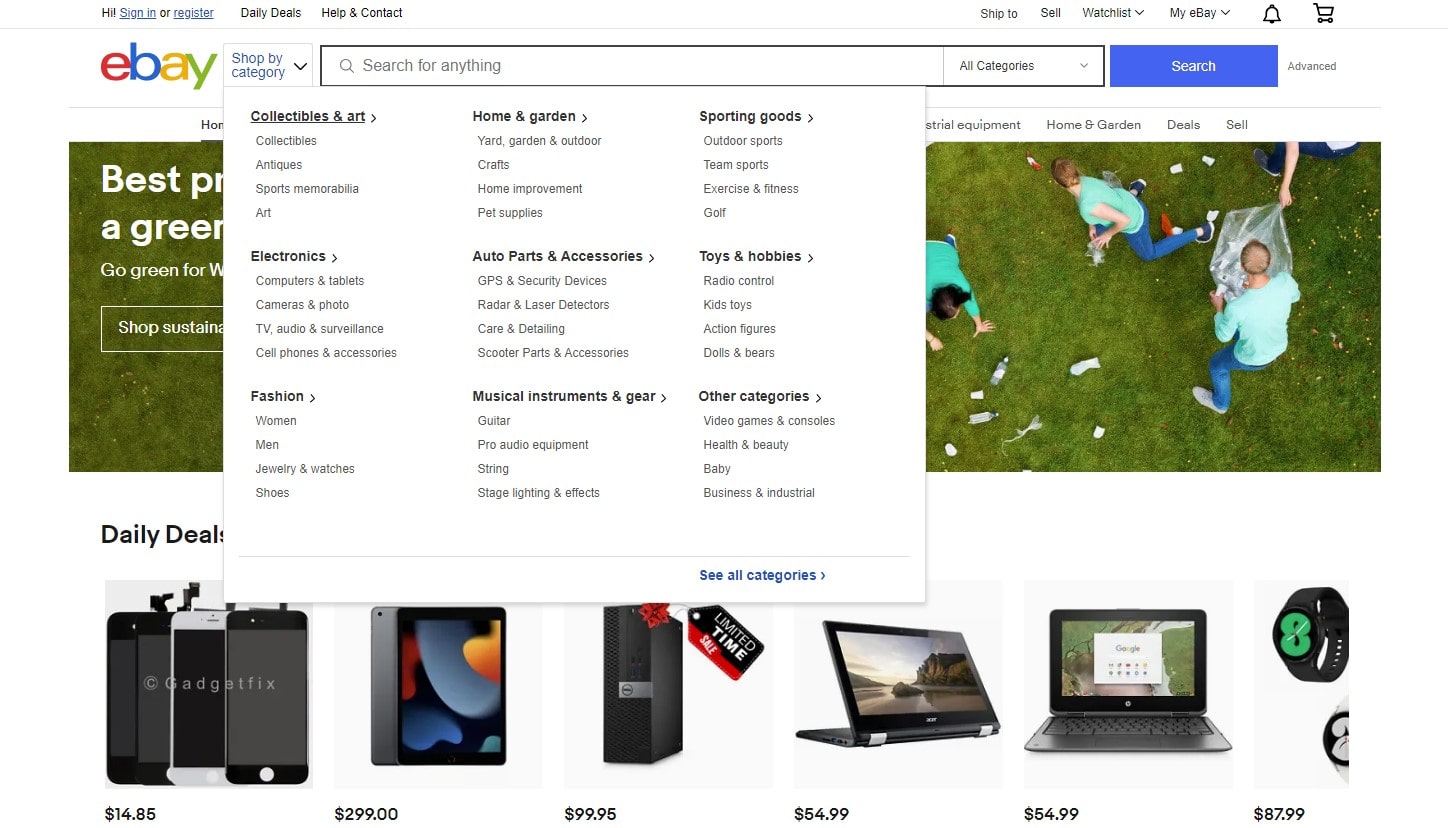 Hi! Sign in or register Daily Deals Help & Contact Ship to Sell Watchlist My eBay
ebay Shop by category Search for anything All Categories Search Advanced
Home & Garden Deals Sell
equipment
Best
a
Go green for
Shop
Collectibles & art
Collectibles
Antiques
Sports memorabilia
Art
Electronics
Computers & tablets
Cameras & photo
TV, audio & surveillance
Cell phones & accessories
Fashion
Women
Men
Jewelry & watches
Shoes
Home & garden
Yard, garden & outdoor
Crafts
Home improvement
Pet supplies
Auto Parts & Accessories
GPS & Security Devices
Radar & Laser Detectors
Care & Detailing
Scooter Parts & Accessories
Musical instruments & gear
Guitar
Pro audio equipment
String
Stage lighting & effects
Sporting goods
Outdoor sports
Team sports
Exercise & fitness
Golf
Toys & hobbies
Radio control
Kids toys
Action figures
Dolls & bears
Other categories
Video games & consoles
Health & beauty
Baby
Business & industrial
See all categories
Daily Deals
© Gadgetfix
LIMITED
TIME
SALE
acer
Google
$14.85 $299.00 $99.95 $54.99 $54.99 $87.99